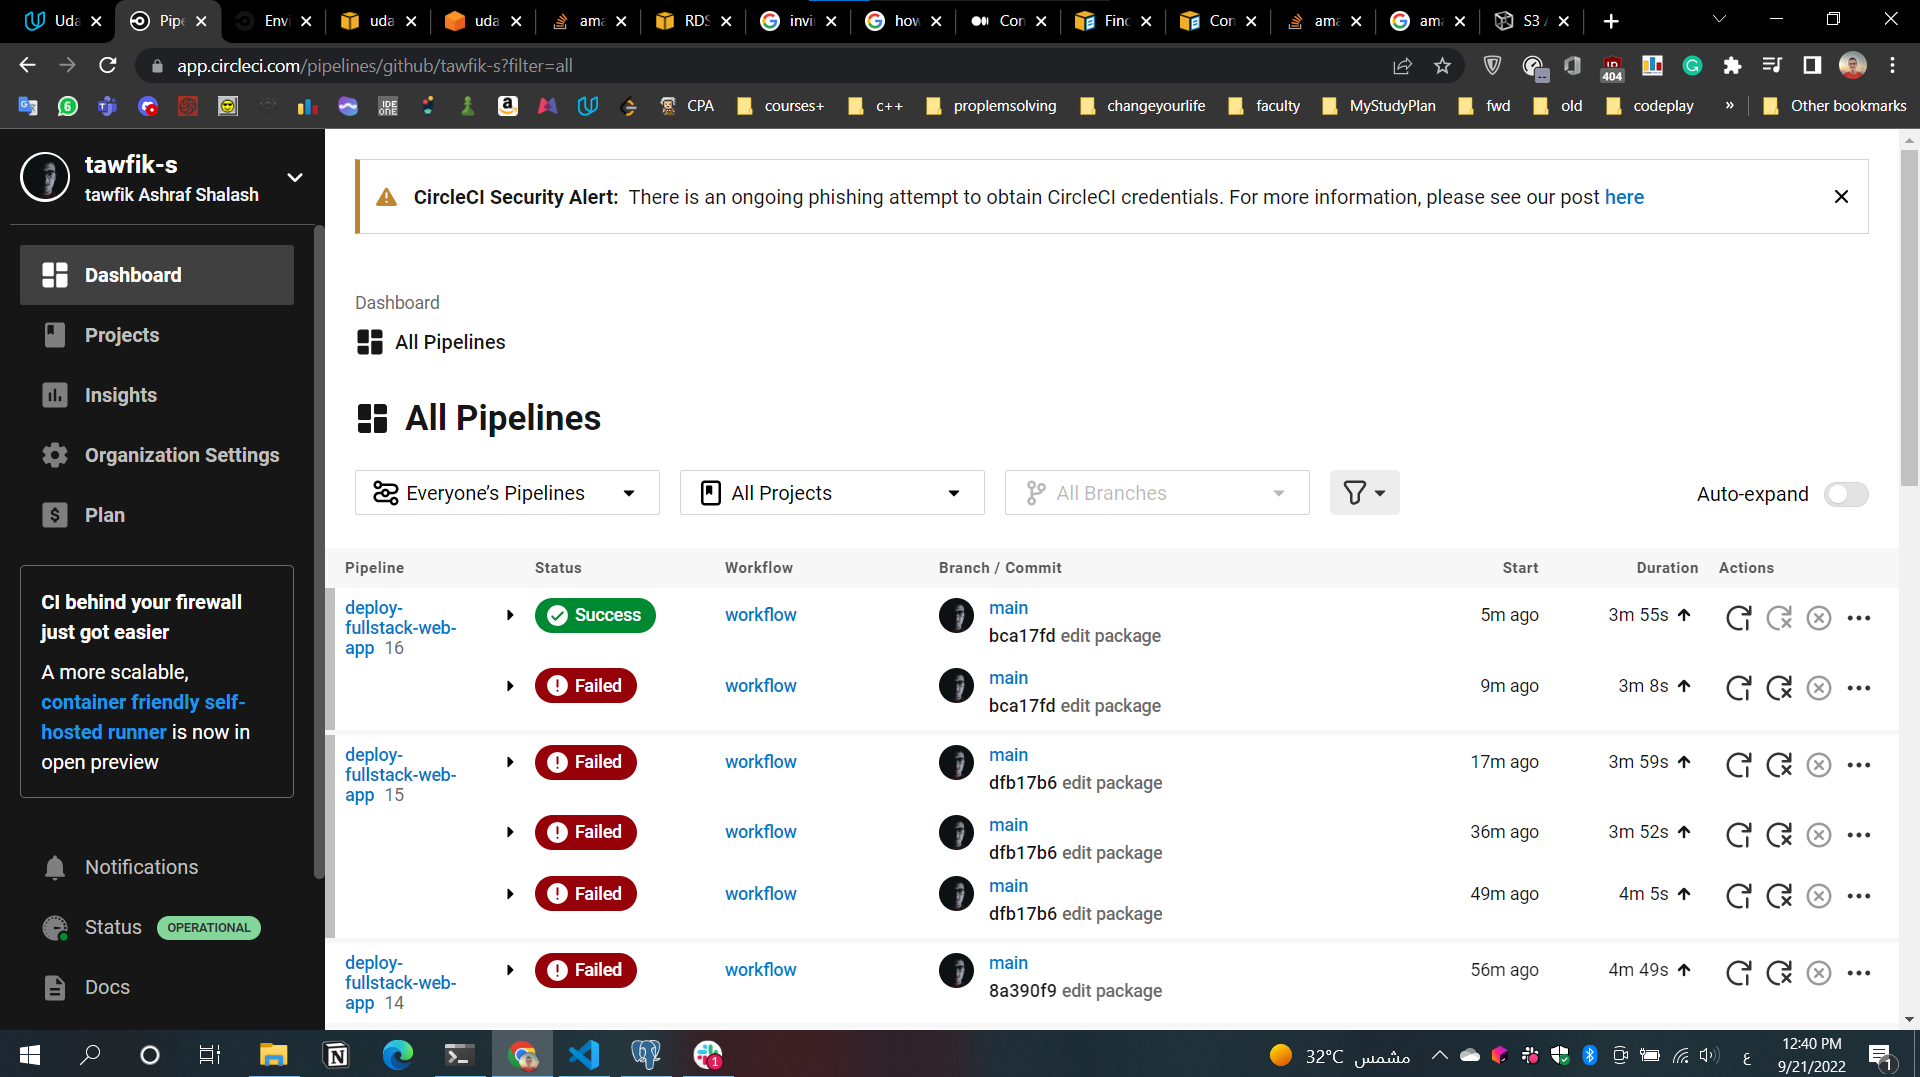 Uda
Pipe
Envi
uda
uda
ama
RDS
invi
how
Con
Finc
Con
ama
ama
S3 A
app.circleci.com/pipelines/github/tawfik-s?filter=all
404
6
IDE
ONE
CPA
courses+
c++
proplemsolving
changeyourlife
faculty
MyStudyPlan
fwd
old
codeplay
»
Other bookmarks
tawfik-s
tawfik Ashraf Shalash
Dashboard
Projects
Insights
Organization Settings
Plan
CI behind your firewall
just got easier
A more scalable,
container friendly self-
hosted runner is now in
open preview
Notifications
Status OPERATIONAL
Docs
CircleCI Security Alert: There is an ongoing phishing attempt to obtain CircleCI credentials. For more information, please see our post here
Dashboard
All Pipelines
All Pipelines
Everyone’s Pipelines
All Projects
All Branches
Auto-expand
Pipeline Status Workflow Branch / Commit Start Duration Actions
deploy-
fullstack-web-
app 16
Success workflow main 5m ago 3m 55s
bca17fd edit package
Failed workflow main 9m ago 3m 8s
bca17fd edit package
deploy-
fullstack-web-
app 15
Failed workflow main 17m ago 3m 59s
dfb17b6 edit package
Failed workflow main 36m ago 3m 52s
dfb17b6 edit package
Failed workflow main 49m ago 4m 5s
dfb17b6 edit package
deploy-
fullstack-web-
app 14
Failed workflow main 56m ago 4m 49s
8a390f9 edit package
1
32°C مشمس
ع
12:40 PM
9/21/2022
1